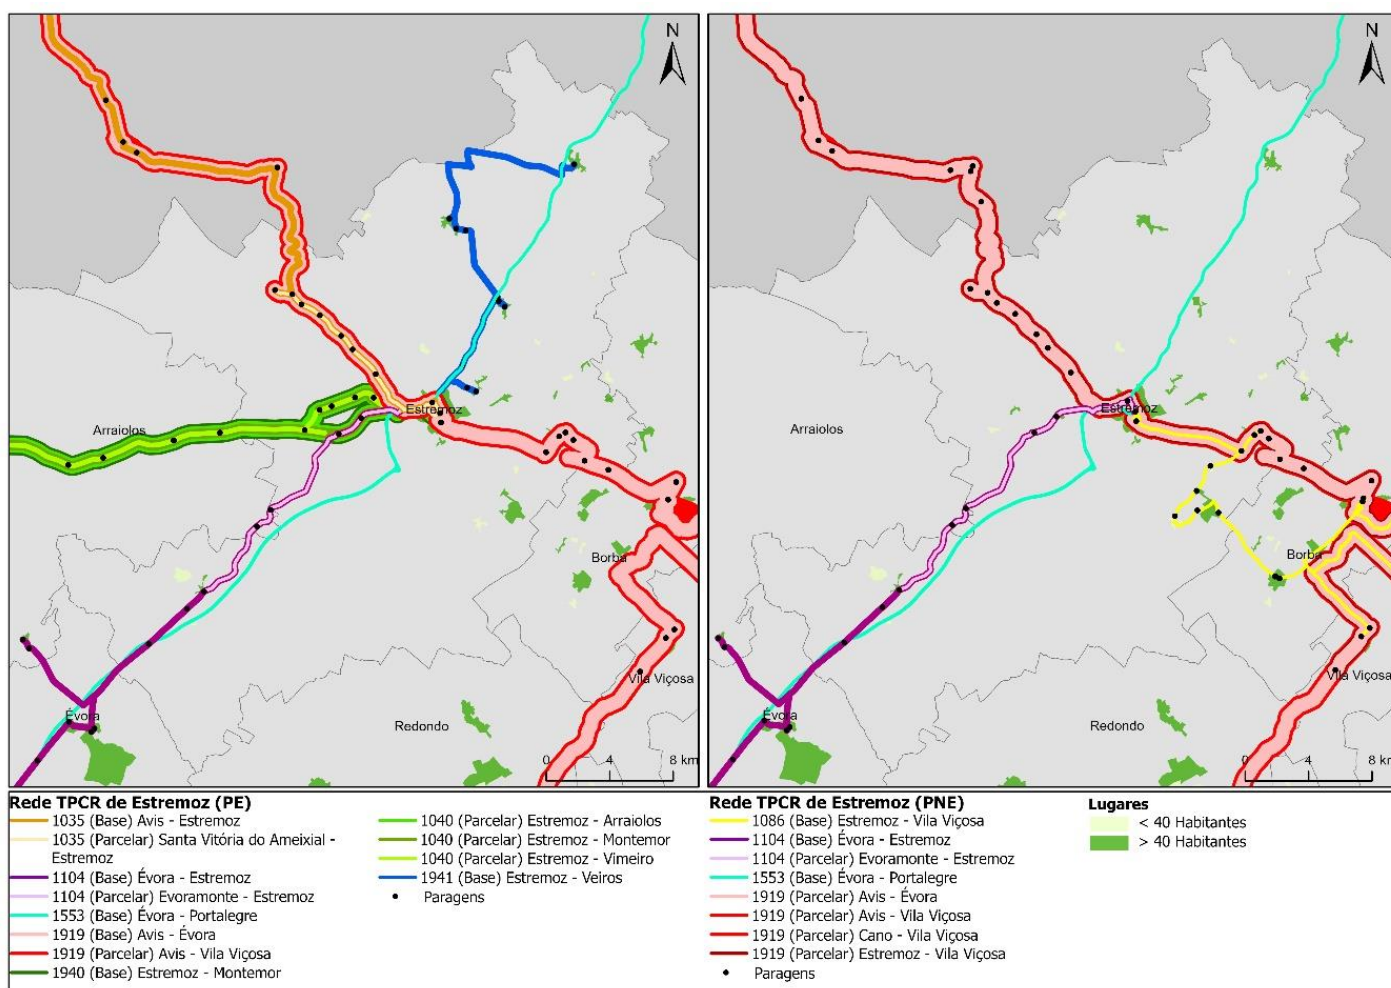 N
Arraiolos
Estremoz
Borba
Vila Viçosa
Évora
Redondo
0
8 km
N
Arraiolos
Estremoz
Borba
Vila Viçosa
Évora
Redondo
0 4 8 km
Rede TPCR de Estremoz (PE)
1035 (Base) Avis - Estremoz
1035 (Parcelar) Santa Vitória do Ameixial -
Estremoz
1104 (Base) Évora - Estremoz
1104 (Parcelar) Evoramonte - Estremoz
1553 (Base) Évora - Portalegre
1919 (Base) Avis - Évora
1919 (Parcelar) Avis - Vila Viçosa
1940 (Base) Estremoz - Montemor
1040 (Parcelar) Estremoz - Arraiolos
1040 (Parcelar) Estremoz - Montemor
1040 (Parcelar) Estremoz - Vimeiro
1941 (Base) Estremoz - Veiros
Paragens
Rede TPCR de Estremoz (PNE)
1086 (Base) Estremoz - Vila Viçosa
1104 (Base) Évora - Estremoz
1104 (Parcelar) Evoramonte - Estremoz
1553 (Base) Évora - Portalegre
1919 (Parcelar) Avis - Évora
1919 (Parcelar) Avis - Vila Viçosa
1919 (Parcelar) Cano - Vila Viçosa
1919 (Parcelar) Estremoz - Vila Viçosa
Paragens
Lugares
< 40 Habitantes
> 40 Habitantes